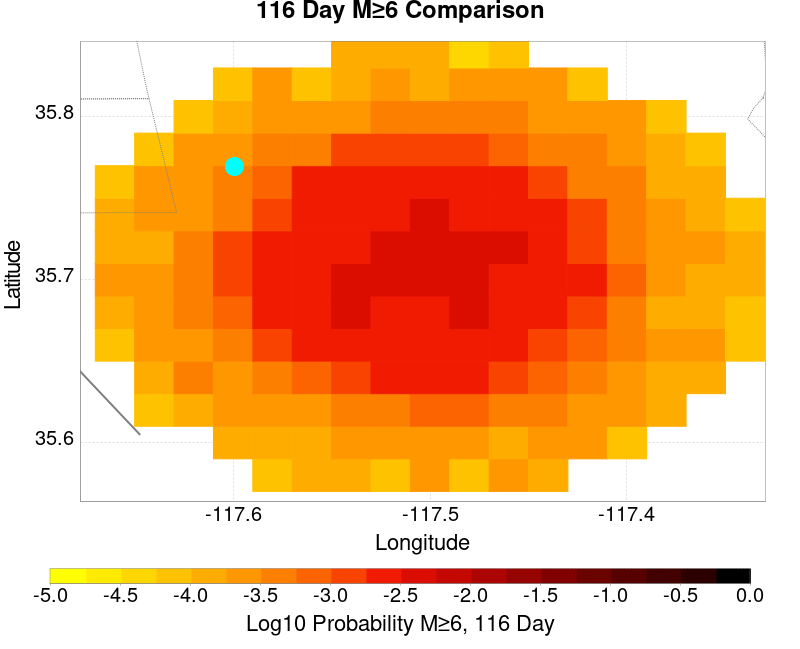 116 Day M≥6 Comparison
35.8
35.7
35.6
Latitude
-117.6 -117.5 -117.4
Longitude
-5.0 -4.5 -4.0 -3.5 -3.0 -2.5 -2.0 -1.5 -1.0 -0.5 0.0
Log10 Probability M≥6, 116 Day